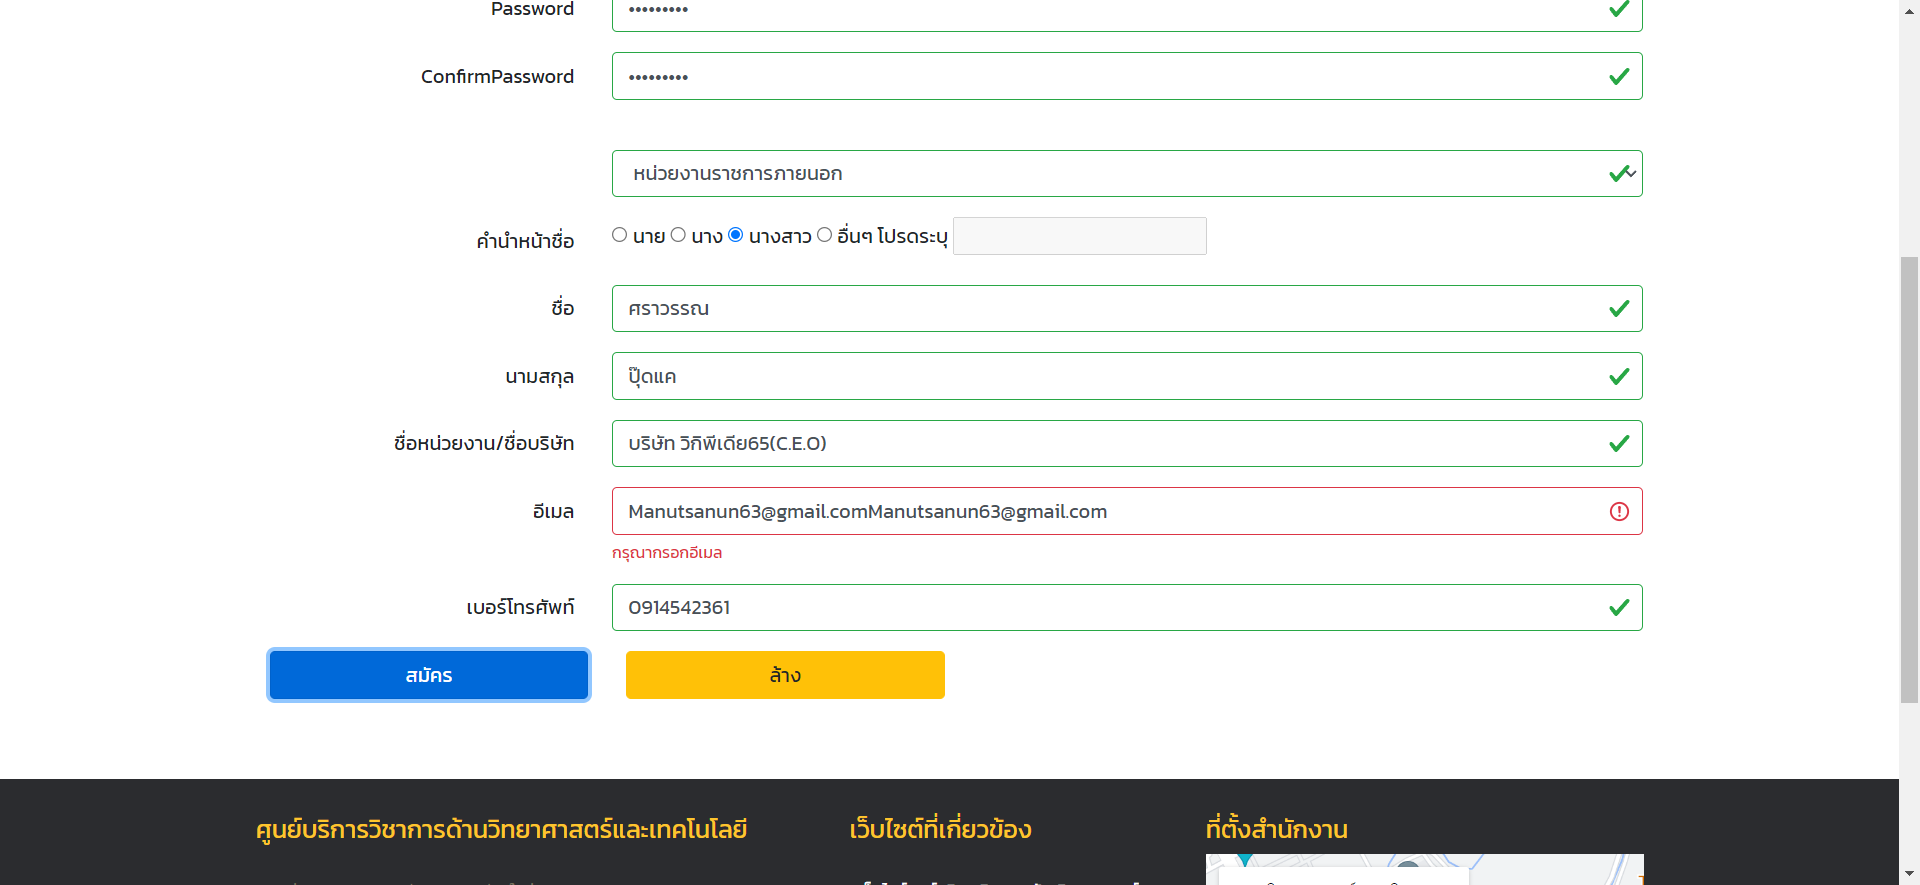 Password •••••••••
ConfirmPassword •••••••••
หน่วยงานราชการภายนอก
คำนำหน้าชื่อ นาย นาง นางสาว อื่นๆ โปรดระบุ
ชื่อ ศราวรรณ
นามสกุล ปุ๊ดแค
ชื่อหน่วยงาน/ชื่อบริษัท บริษัท วิกิพีเดีย65(C.E.O)
อีเมล Manutsanun63@gmail.comManutsanun63@gmail.com
กรุณากรอกอีเมล
เบอร์โทรศัพท์ 0914542361
สมัคร ล้าง
ศูนย์บริการวิชาการด้านวิทยาศาสตร์และเทคโนโลยี เว็บไซต์ที่เกี่ยวข้อง ที่ตั้งสำนักงาน